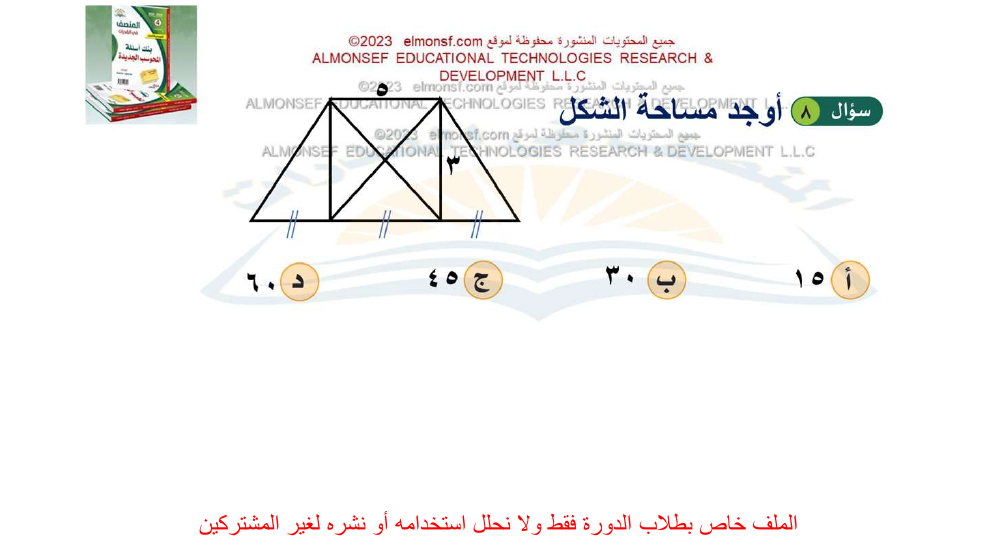 جميع المحتويات المنشورة محفوظة لموقع elmonsf.com ©2023
ALMONSEF EDUCATIONAL TECHNOLOGIES RESEARCH &
DEVELOPMENT L.L.C
جميع المحتويات المنشورة محفوظة لموقع elmonsf.com ©2023
ALMONSEF EDUCATIONAL TECHNOLOGIES RESEARCH & DEVELOPMENT L.L.C
سؤال ٨ أوجد مساحة الشكل
جميع المحتويات المنشورة محفوظة لموقع elmonsf.com ©2023
ALMONSEF EDUCATIONAL TECHNOLOGIES RESEARCH & DEVELOPMENT L.L.C
المنصف
في القدرات
بنك أسئلة
المحوسب الجديدة
٥
٣
أ ١٥
ب ٣٠
ج ٤٥
د ٦٠
الملف خاص بطلاب الدورة فقط ولا نحلل استخدامه أو نشره لغير المشتركين